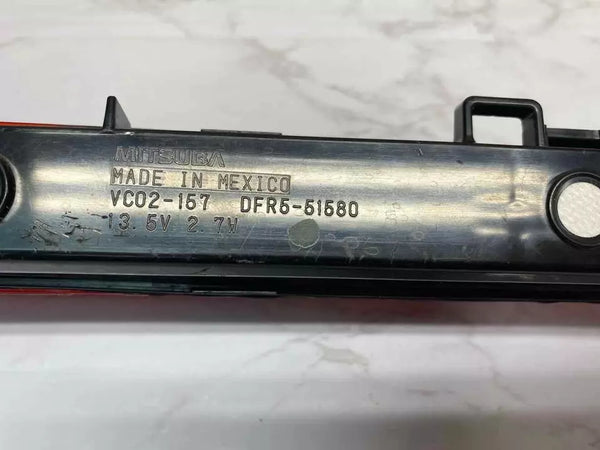 MITSUBA
MADE IN MEXICO
VC02-157 DFR5-51580
13.5V 2.7W